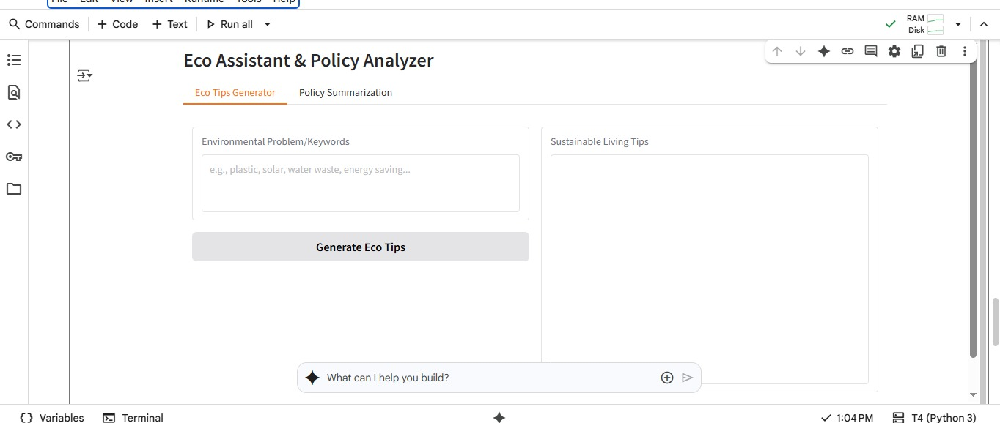 File Edit View Insert Runtime Tools Help
Commands + Code + Text Run all
RAM
Disk
Eco Assistant & Policy Analyzer
Eco Tips Generator Policy Summarization
Environmental Problem/Keywords
e.g., plastic, solar, water waste, energy saving...
Generate Eco Tips
Sustainable Living Tips
What can I help you build?
Variables Terminal 1:04 PM T4 (Python 3)